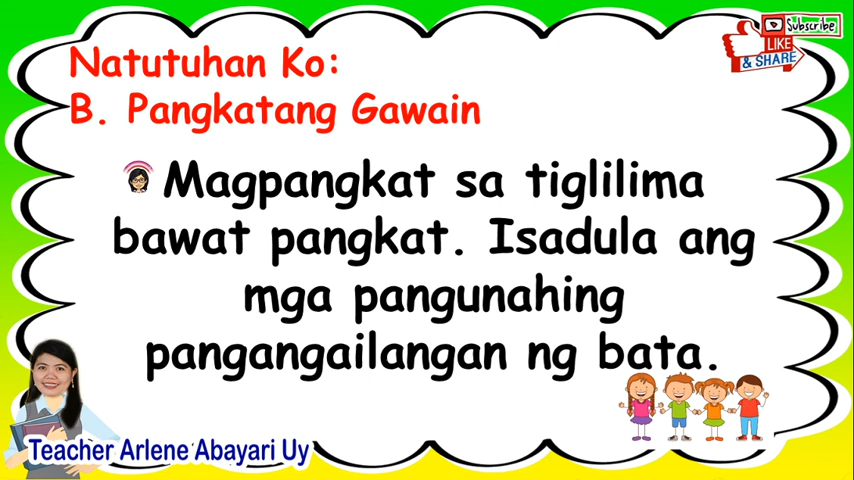 Subscribe
LIKE
& SHARE
Natutuhan Ko:
B. Pangkatang Gawain
Magpangkat sa tiglilima
bawat pangkat. Isadula ang
mga pangunahing
pangangailangan ng bata.
Teacher Arlene Abayari Uy